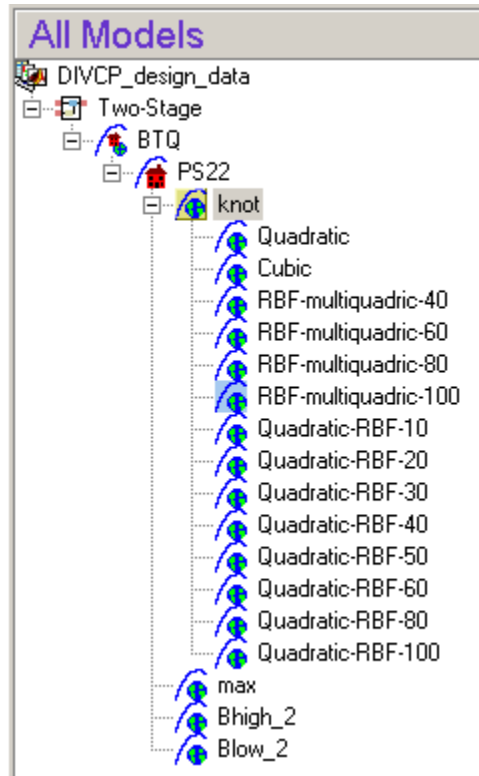 All Models
DIVCP_design_data
Two-Stage
BTQ
PS22
knot
Quadratic
Cubic
RBF-multiquadric-40
RBF-multiquadric-60
RBF-multiquadric-80
RBF-multiquadric-100
Quadratic-RBF-10
Quadratic-RBF-20
Quadratic-RBF-30
Quadratic-RBF-40
Quadratic-RBF-50
Quadratic-RBF-60
Quadratic-RBF-80
Quadratic-RBF-100
max
Bhigh_2
Blow_2